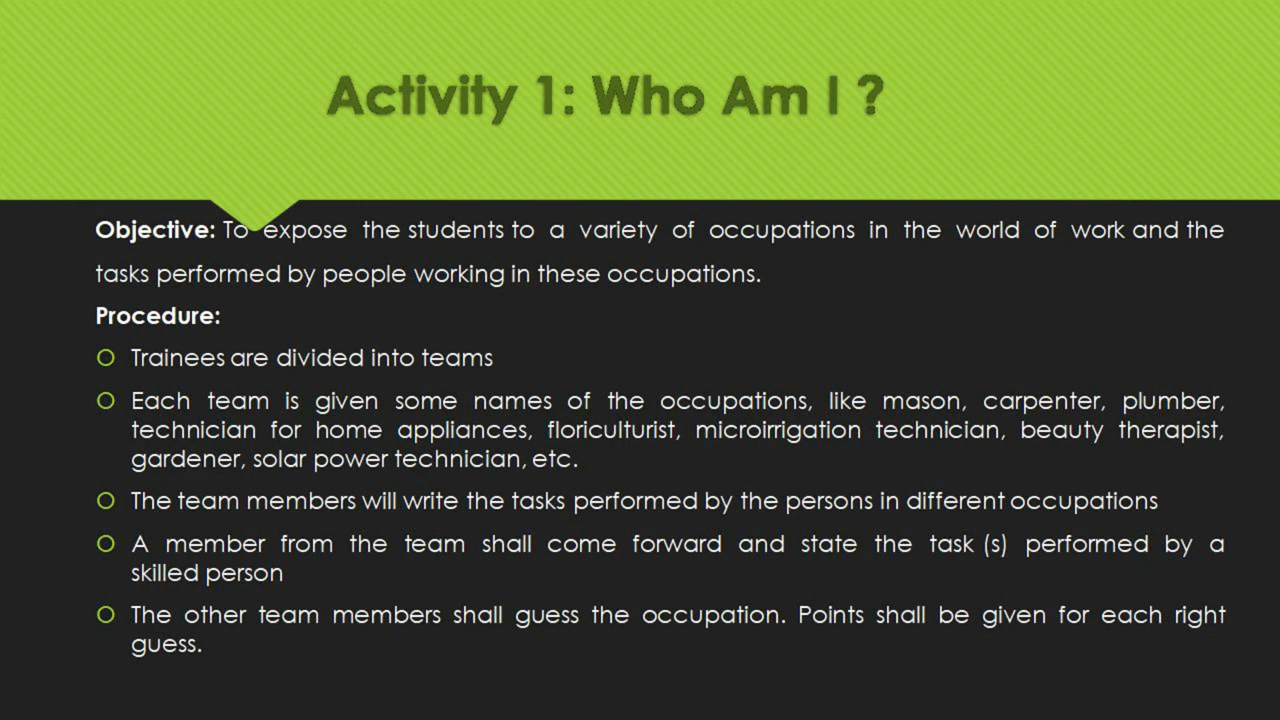 Activity 1: Who Am I ?
Objective: To expose the students to a variety of occupations in the world of work and the
tasks performed by people working in these occupations.
Procedure:
Trainees are divided into teams
Each team is given some names of the occupations, like mason, carpenter, plumber,
technician for home appliances, floriculturist, microirrigation technician, beauty therapist,
gardener, solar power technician, etc.
The team members will write the tasks performed by the persons in different occupations
A member from the team shall come forward and state the task (s) performed by a
skilled person
The other team members shall guess the occupation. Points shall be given for each right
guess.